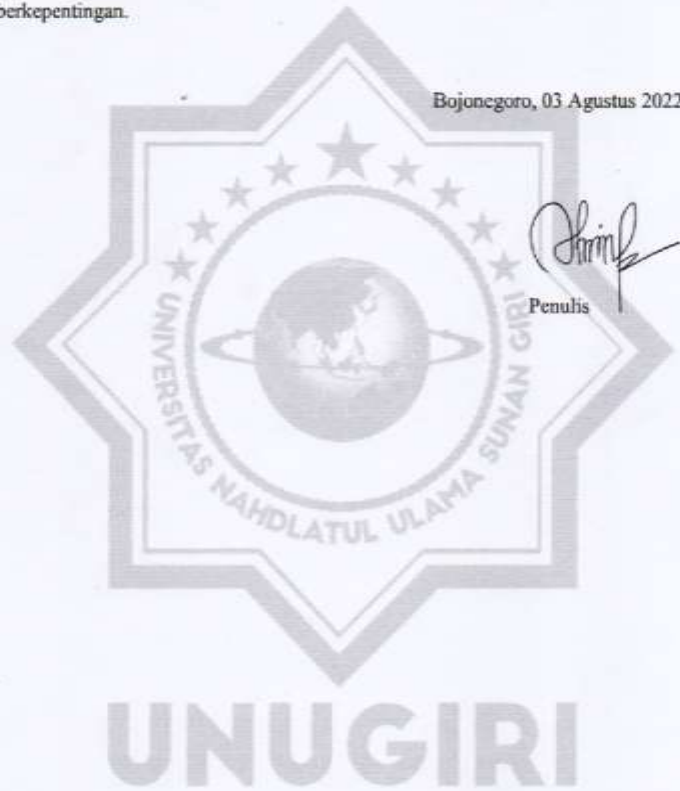 berkepentingan.
Bojonegoro, 03 Agustus 2022
Penulis
UNIVERSITAS NAHDLATUL ULAMA SUNAN GIRI
UNUGIRI